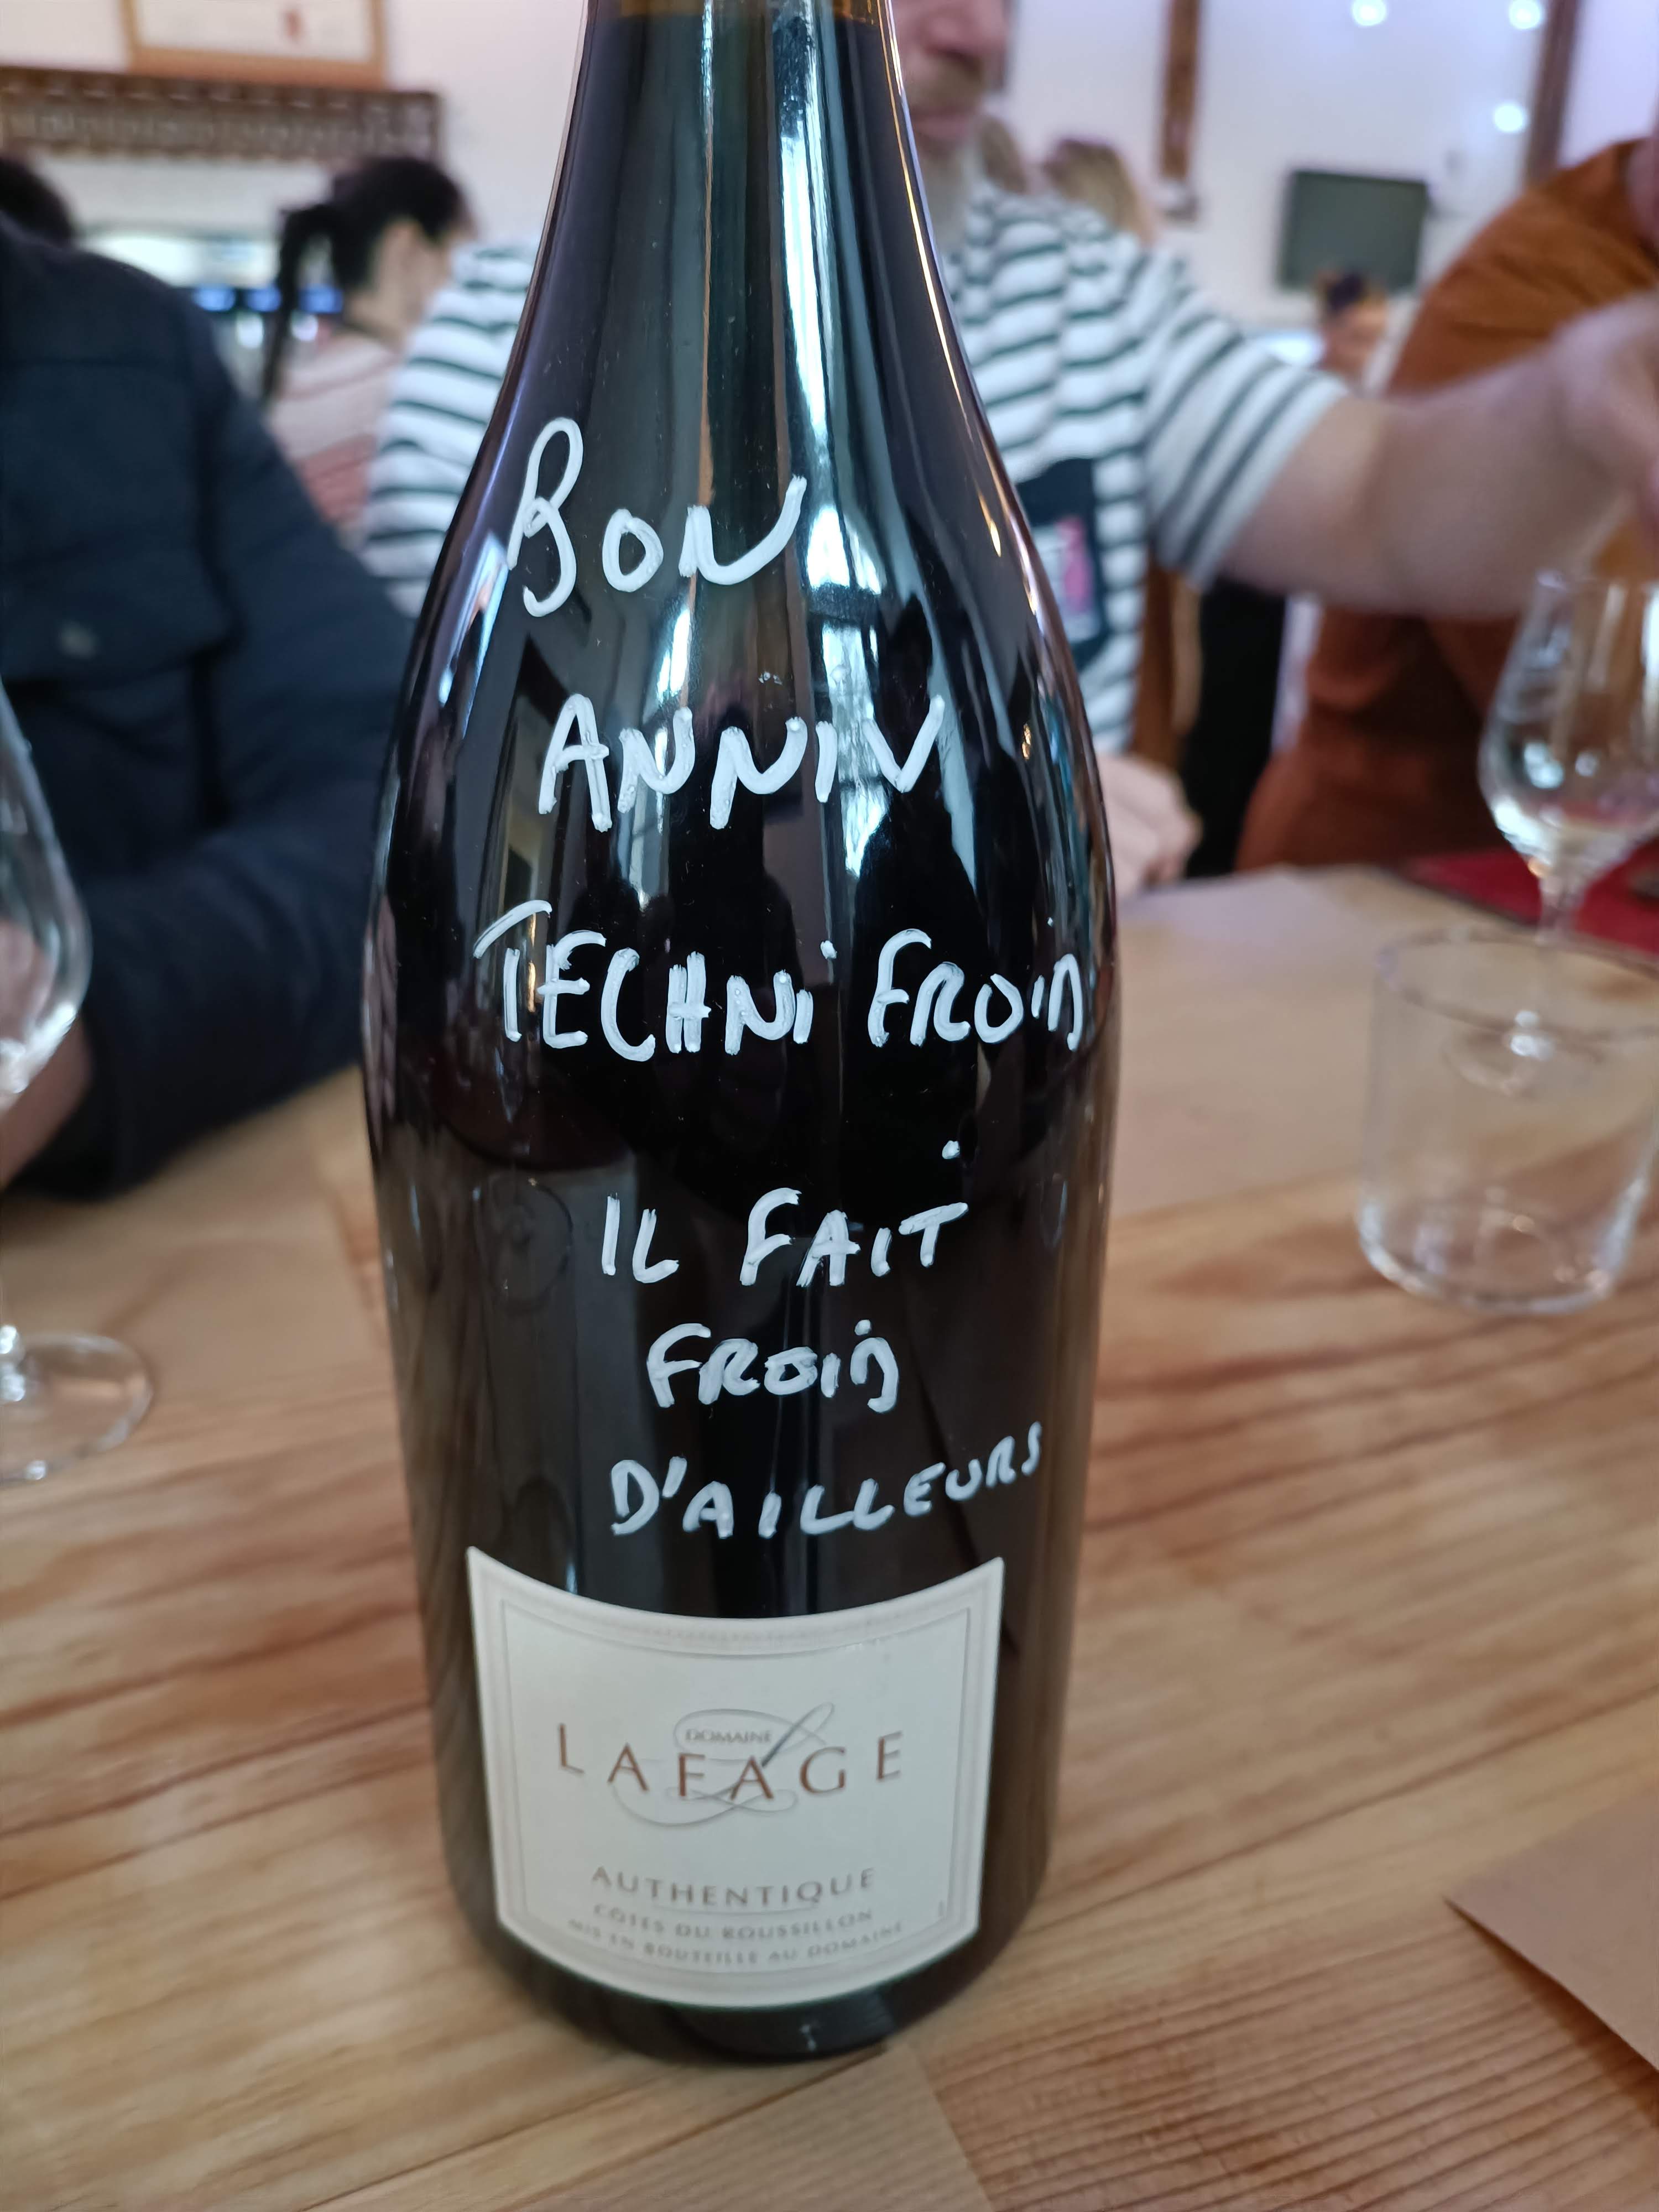 BON
ANNIV
TECHNI FROID
IL FAIT
FROID
D'AILLEURS
DOMAINE
LAFAGE
AUTHENTIQUE
CÔTES DU ROUSSILLON
MIS EN BOUTEILLE AU DOMAINE